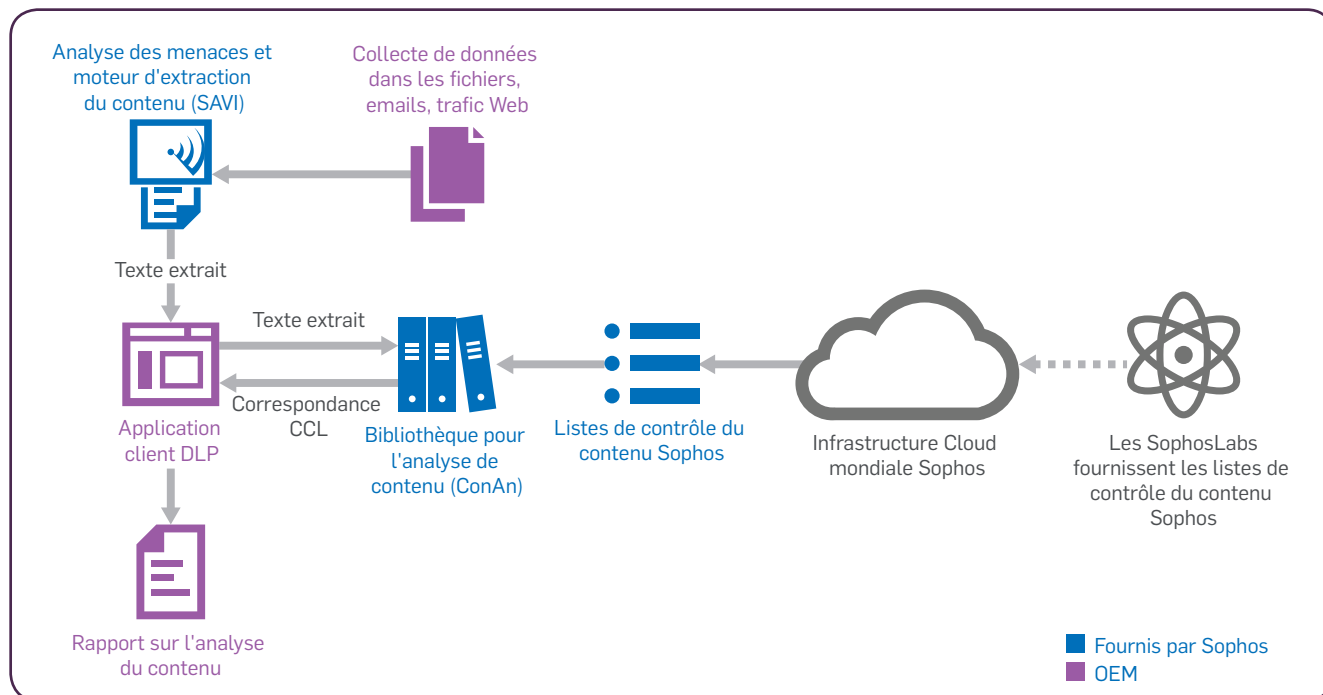 Analyse des menaces et
moteur d'extraction
du contenu (SAVI)
Collecte de données
dans les fichiers,
emails, trafic Web
Texte extrait
Texte extrait
Correspondance
CCL
Application
client DLP
Bibliothèque pour
l'analyse de
contenu (ConAn)
Listes de contrôle du
contenu Sophos
Infrastructure Cloud
mondiale Sophos
Les SophosLabs
fournissent les listes de
contrôle du contenu
Sophos
Rapport sur l'analyse
du contenu
Fournis par Sophos
OEM